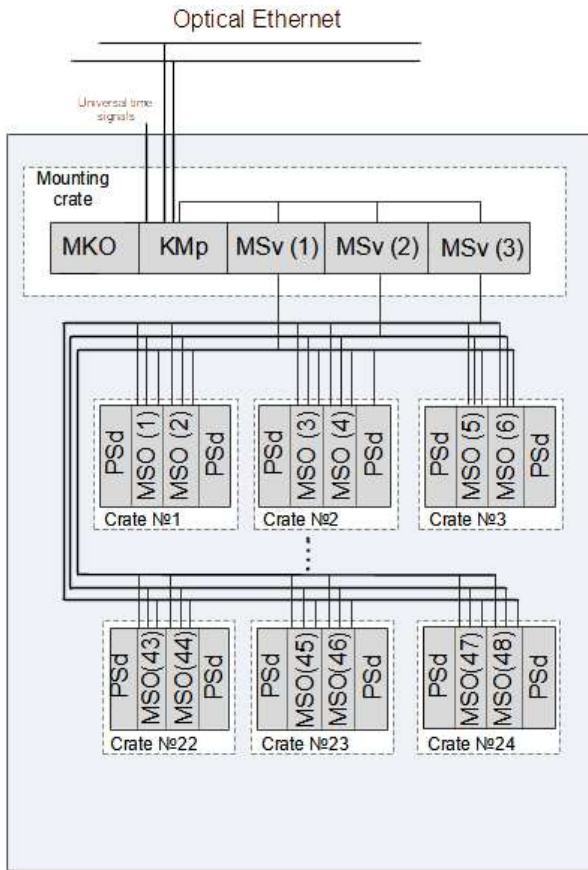 Optical Ethernet
Universal time
signals
Mounting
crate
MKO
KMp
MSv (1)
MSv (2)
MSv (3)
PSd
MSO (1)
MSO (2)
PSd
Crate №1
PSd
MSO (3)
MSO (4)
PSd
Crate №2
PSd
MSO (5)
MSO (6)
PSd
Crate №3
PSd
MSO(43)
MSO(44)
PSd
Crate №22
PSd
MSO(45)
MSO(46)
PSd
Crate №23
PSd
MSO(47)
MSO(48)
PSd
Crate №24